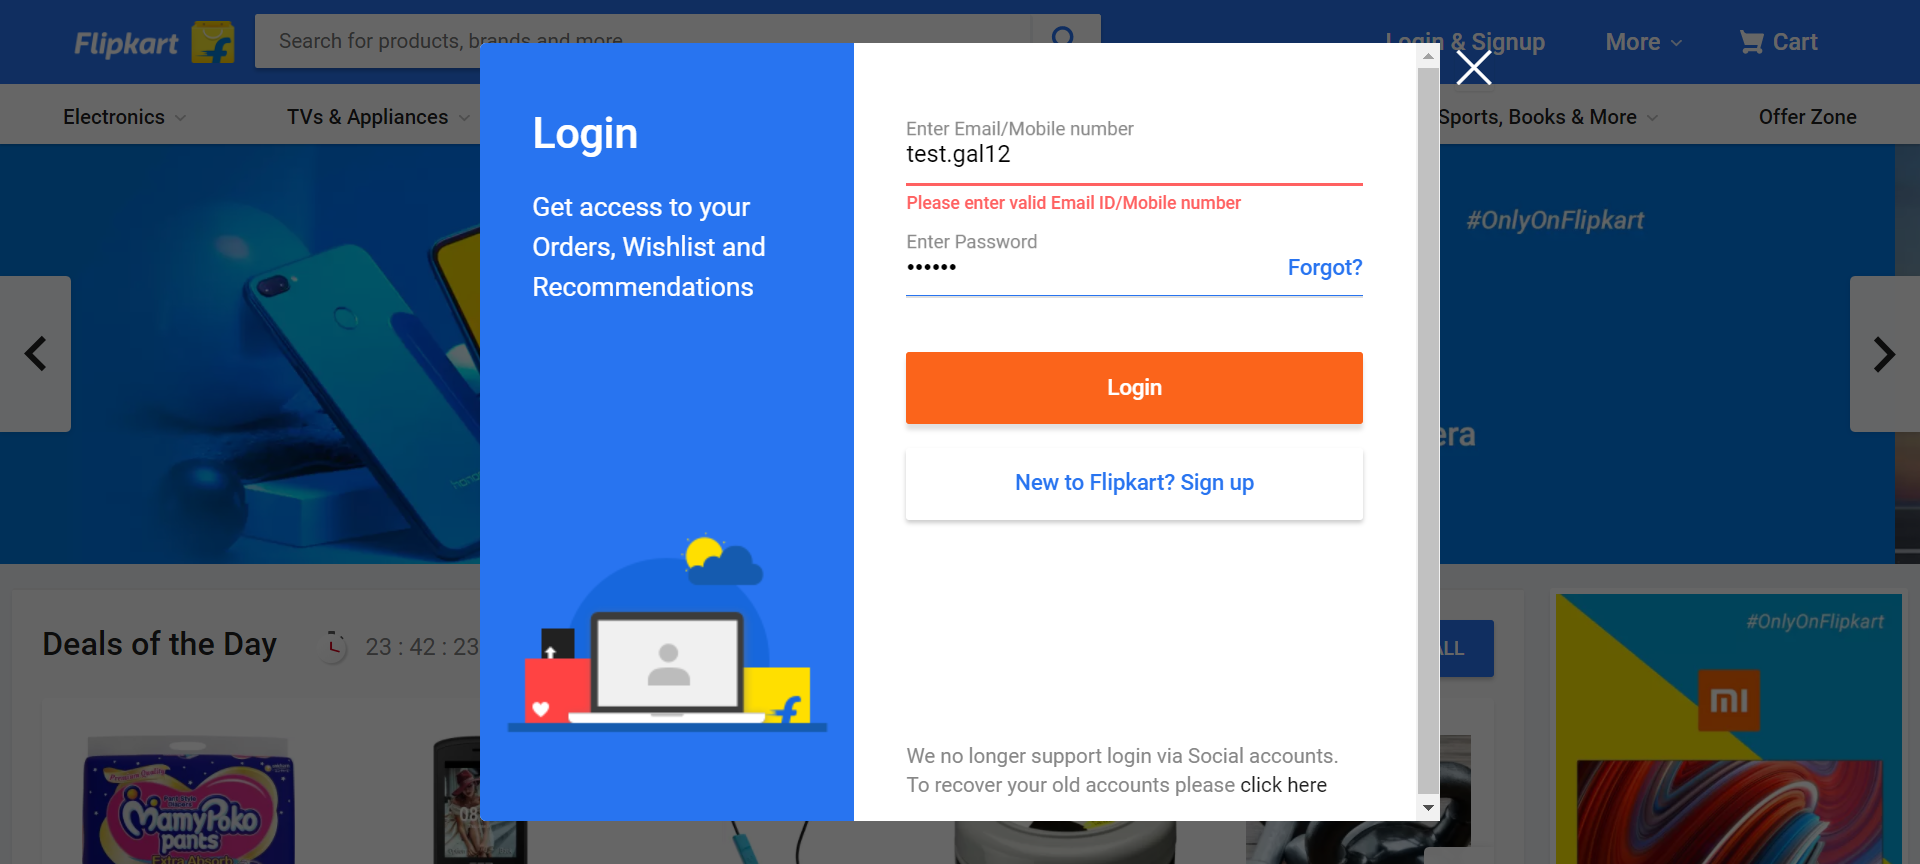 Flipkart
Search for products, brands and more
Login & Signup
More
Cart
Electronics
TVs & Appliances
Sports, Books & More
Offer Zone
Login
Get access to your
Orders, Wishlist and
Recommendations
Enter Email/Mobile number
test.gal12
Please enter valid Email ID/Mobile number
Enter Password
••••••
Forgot?
Login
New to Flipkart? Sign up
We no longer support login via Social accounts.
To recover your old accounts please click here
#OnlyOnFlipkart
era
honor
Deals of the Day
23 : 42 : 23
ALL
#OnlyOnFlipkart
mi
MamyPoko
pants
Extra Absorb